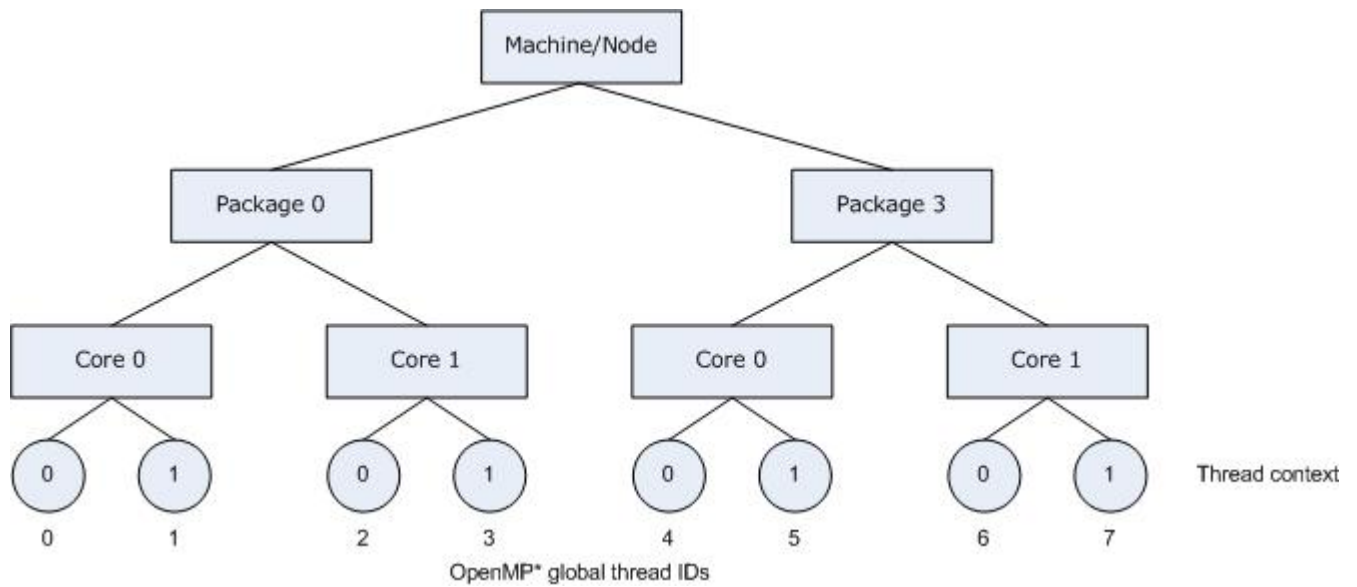 Machine/Node
Package 0 Package 3
Core 0 Core 1 Core 0 Core 1
0 1 0 1 0 1 0 1 Thread context
0 1 2 3 4 5 6 7
OpenMP* global thread IDs